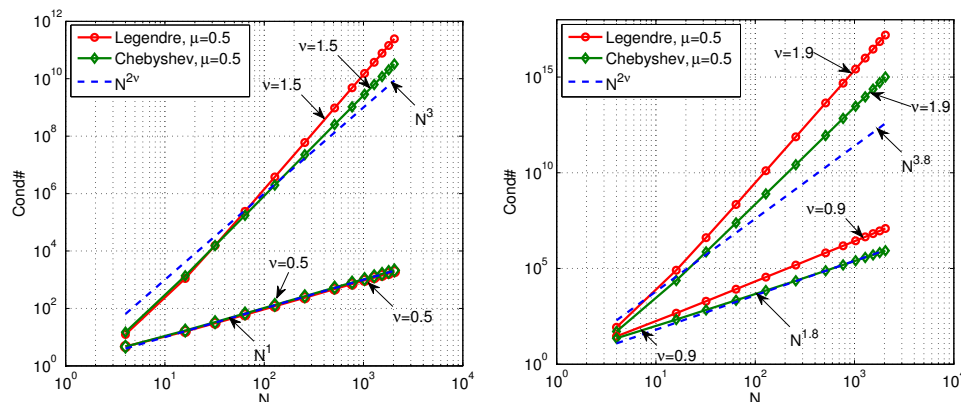 Legendre, μ=0.5
Chebyshev, μ=0.5
N^{2ν}
ν=1.5
ν=1.5
N^3
ν=0.5
ν=0.5
N^1
Cond#
10^{12}
10^{10}
10^8
10^6
10^4
10^2
10^0
10^0
10^1
10^2
10^3
10^4
N
Legendre, μ=0.5
Chebyshev, μ=0.5
N^{2ν}
ν=1.9
ν=1.9
N^{3.8}
ν=0.9
N^{1.8}
ν=0.9
Cond#
10^{15}
10^{10}
10^5
10^0
10^0
10^1
10^2
10^3
10^4
N